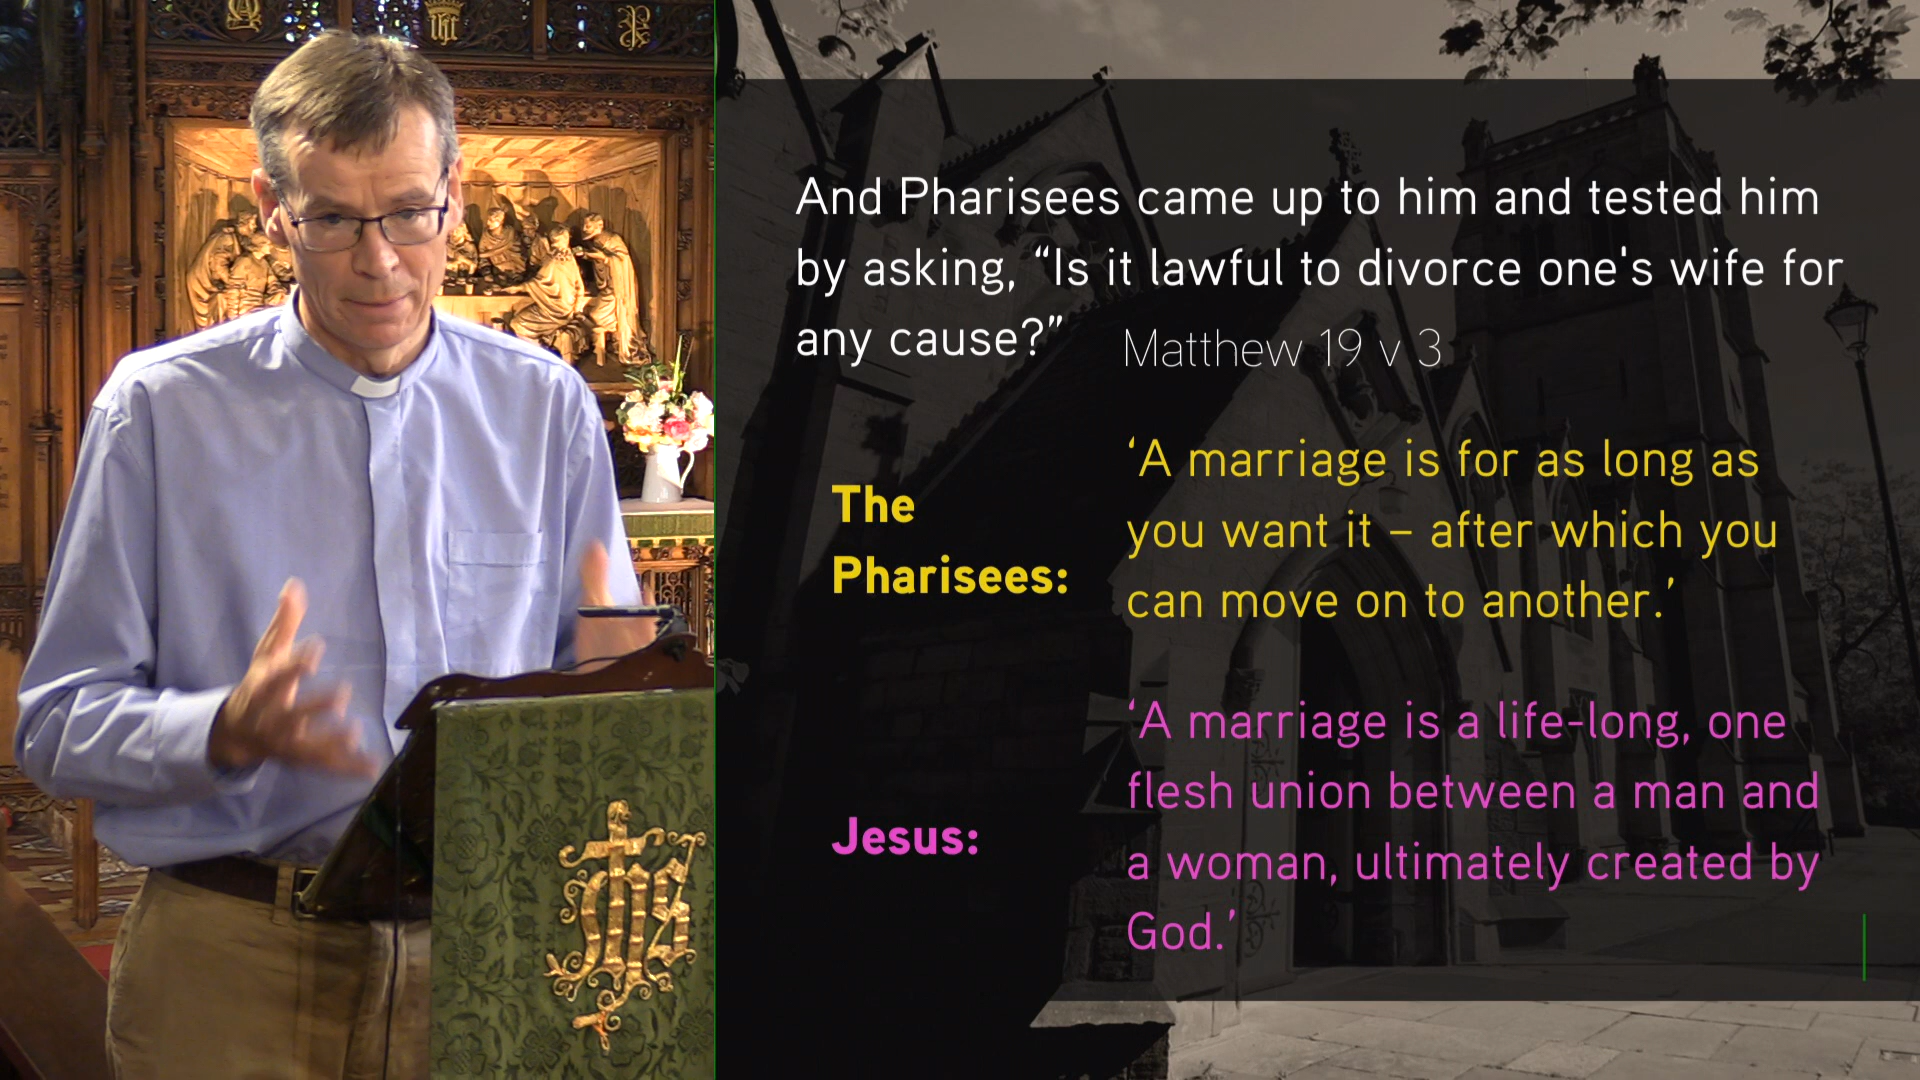 And Pharisees came up to him and tested him
by asking, “Is it lawful to divorce one's wife for
any cause?” Matthew 19 v 3
The
Pharisees:
‘A marriage is for as long as
you want it – after which you
can move on to another.’
Jesus:
‘A marriage is a life-long, one
flesh union between a man and
a woman, ultimately created by
God.’